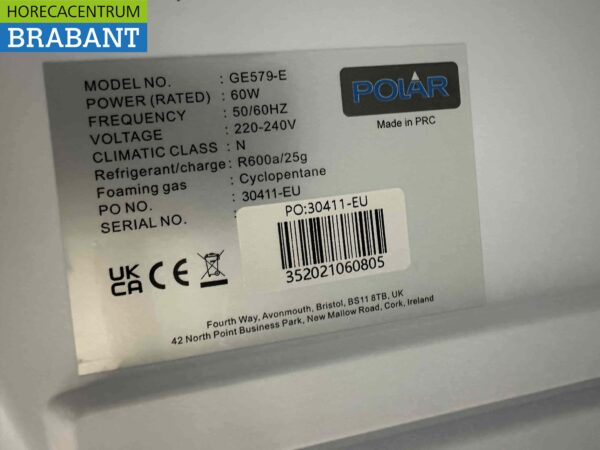 HORECACENTRUM
BRABANT
MODEL NO. : GE579-E
POWER (RATED) : 60W
FREQUENCY : 50/60HZ
VOLTAGE : 220-240V
CLIMATIC CLASS : N
Refrigerant/charge : R600a/25g
Foaming gas : Cyclopentane
PO NO. : 30411-EU
SERIAL NO. :
POLAR
Made in PRC
PO:30411-EU
352021060805
UK
CA
CE
Fourth Way, Avonmouth, Bristol, BS11 8TB, UK
42 North Point Business Park, New Mallow Road, Cork, Ireland